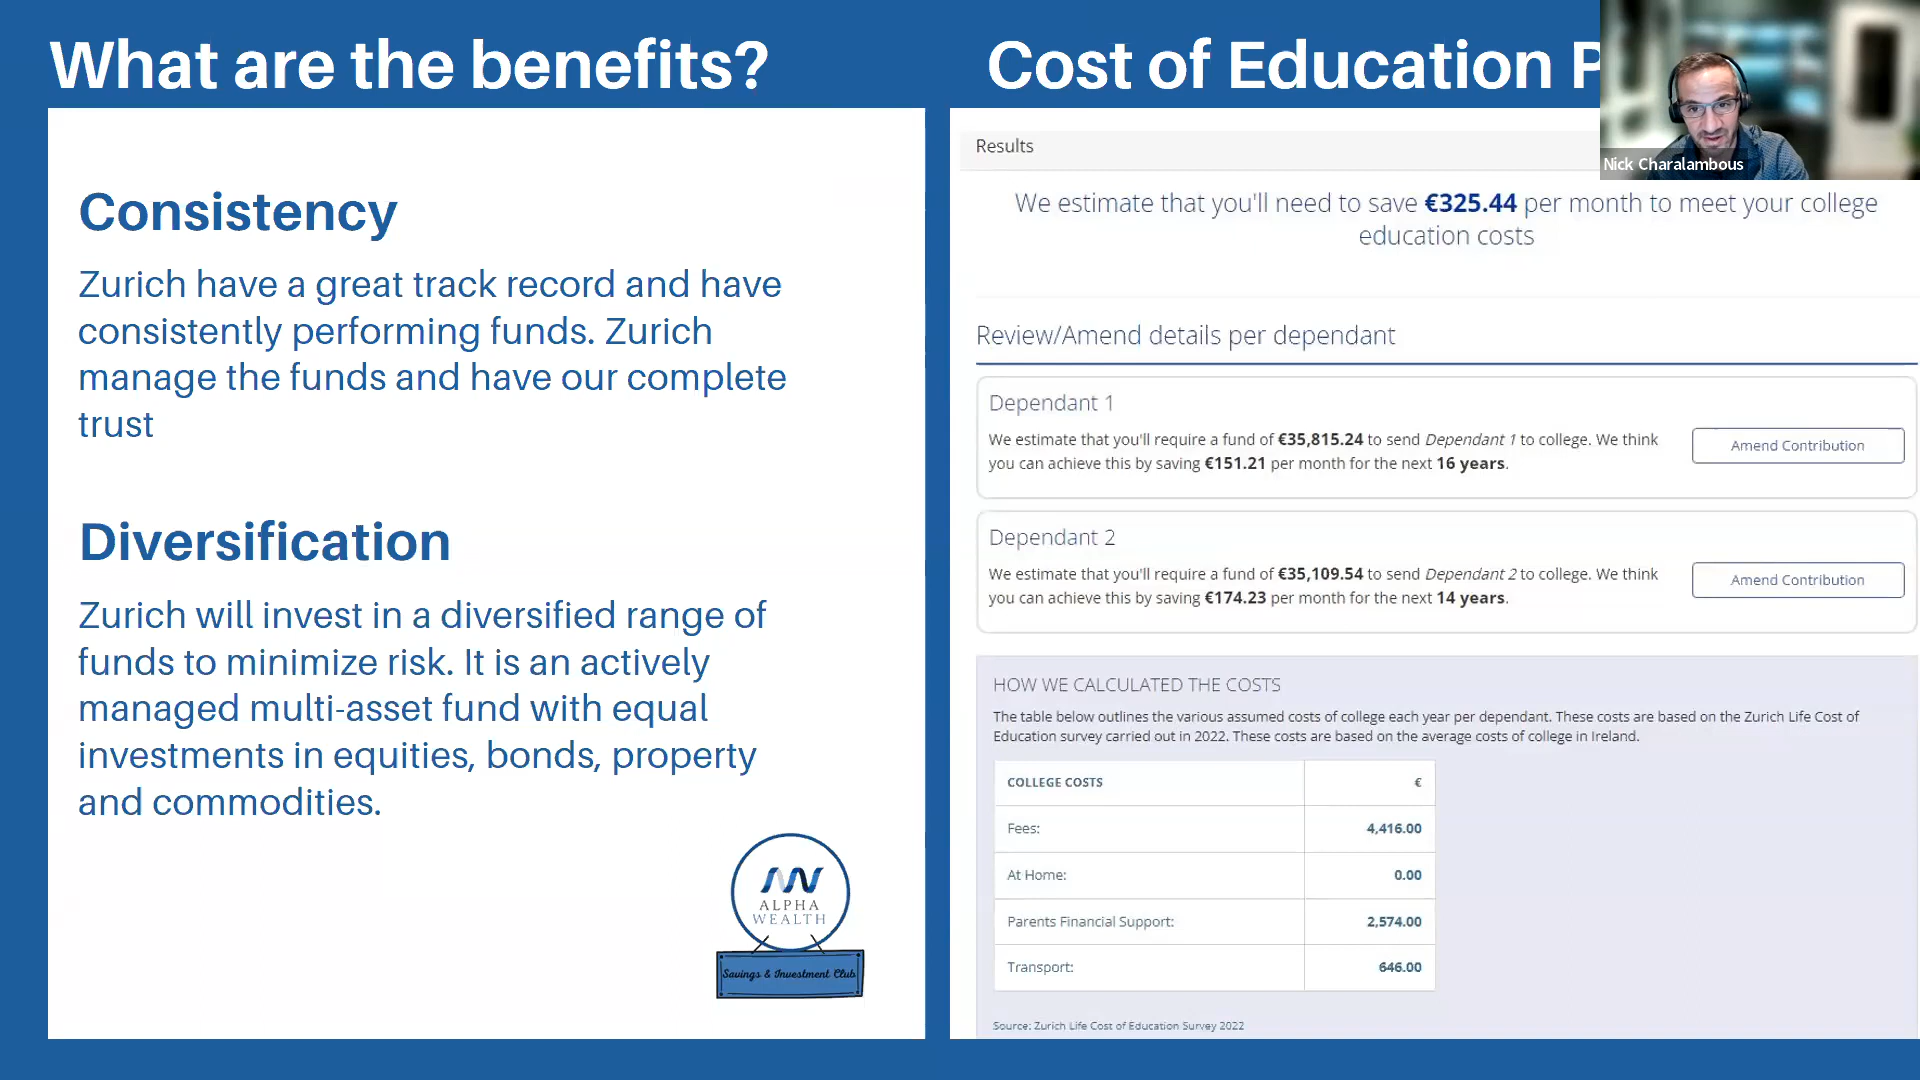 What are the benefits?
Consistency
Zurich have a great track record and have
consistently performing funds. Zurich
manage the funds and have our complete
trust
Diversification
Zurich will invest in a diversified range of
funds to minimize risk. It is an actively
managed multi-asset fund with equal
investments in equities, bonds, property
and commodities.
ALPHA
WEALTH
Savings & Investment Club
Cost of Education
Nick Charalambous
Results
We estimate that you'll need to save €325.44 per month to meet your college
education costs
Review/Amend details per dependant
Dependant 1
We estimate that you'll require a fund of €35,815.24 to send Dependant 1 to college. We think
you can achieve this by saving €151.21 per month for the next 16 years.
Amend Contribution
Dependant 2
We estimate that you'll require a fund of €35,109.54 to send Dependant 2 to college. We think
you can achieve this by saving €174.23 per month for the next 14 years.
Amend Contribution
HOW WE CALCULATED THE COSTS
The table below outlines the various assumed costs of college each year per dependant. These costs are based on the Zurich Life Cost of
Education survey carried out in 2022. These costs are based on the average costs of college in Ireland.
COLLEGE COSTS €
Fees: 4,416.00
At Home: 0.00
Parents Financial Support: 2,574.00
Transport: 646.00
Source: Zurich Life Cost of Education Survey 2022